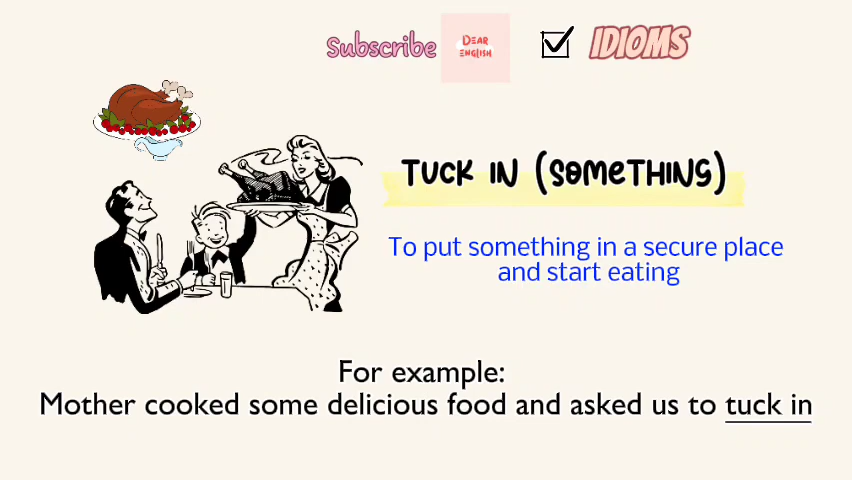 Subscribe
DEAR
ENGLISH
IDIOMS
TUCK IN (SOMETHING)
To put something in a secure place
and start eating
For example:
Mother cooked some delicious food and asked us to tuck in